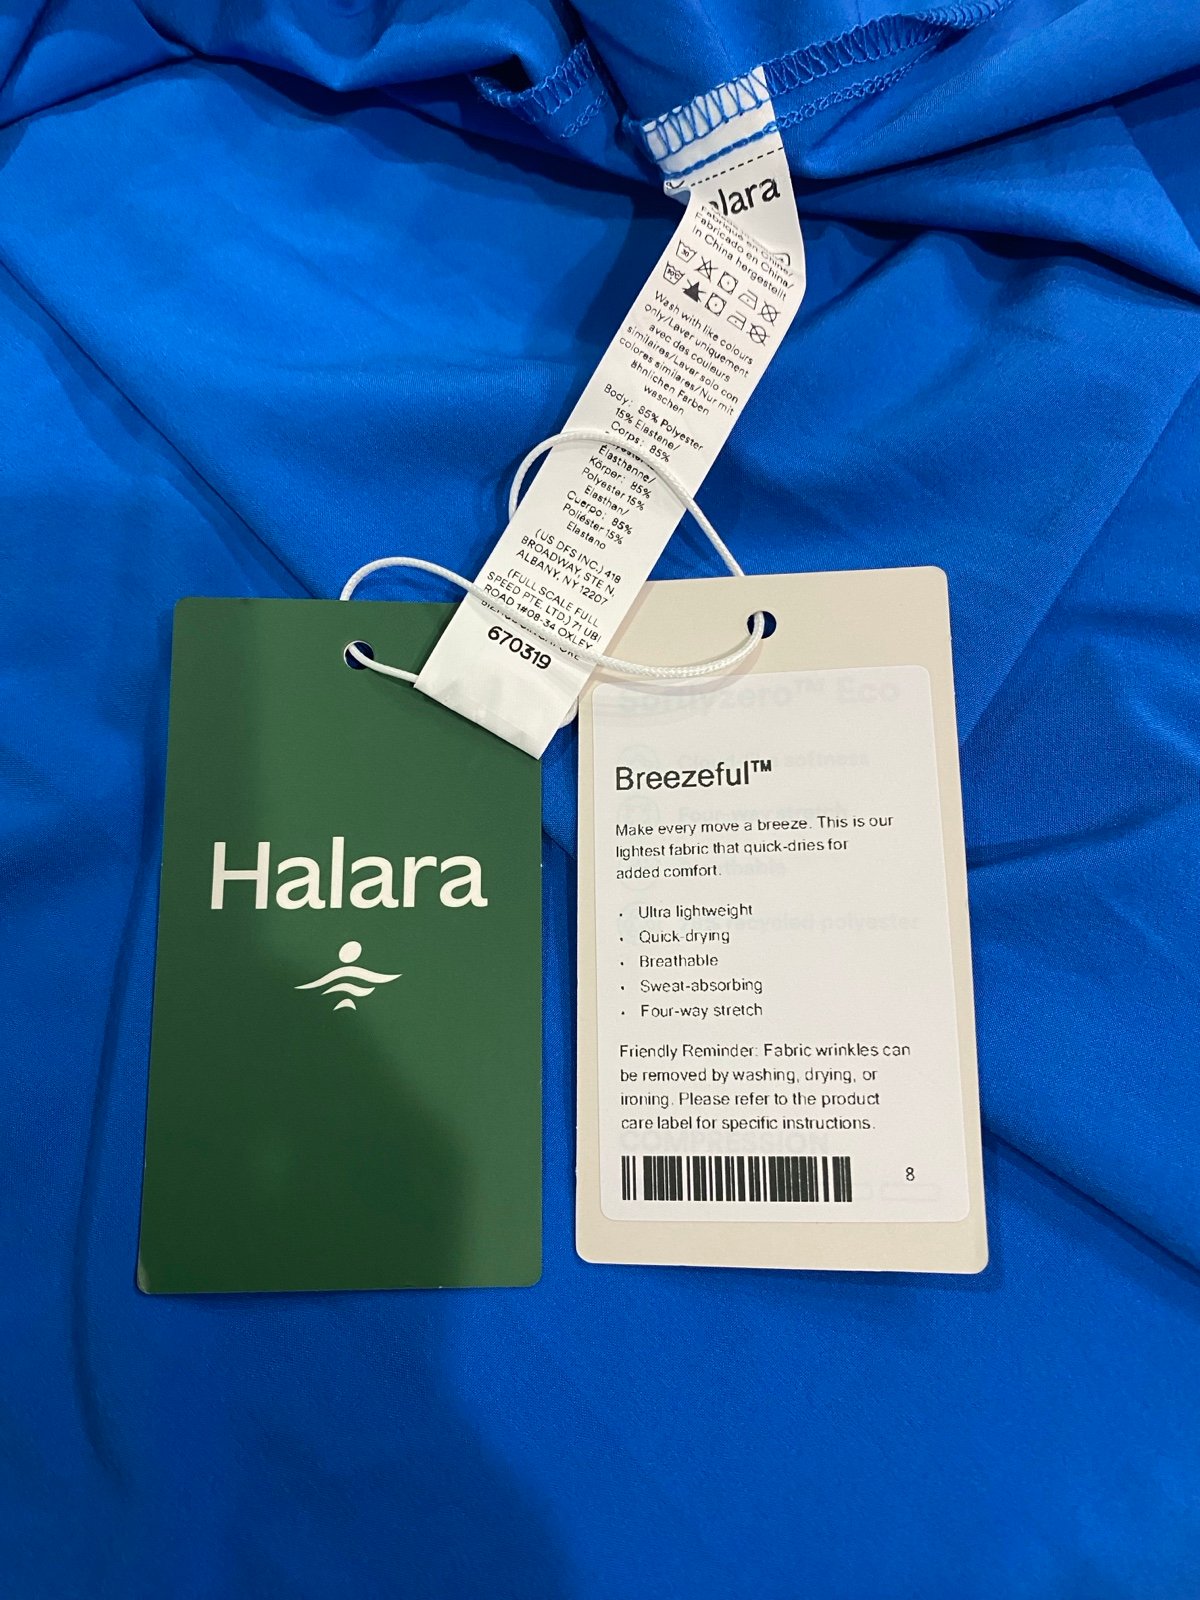 alara
Fabriqué en Chine/
Fabricado en China/
In China hergestellt
30
30°C
Wash with like colours
only/Laver uniquement
avec des couleurs
similaires/Lavar solo con
colores similares/Nur mit
ähnlichen Farben
waschen
Body: 85% Polyester
15% Elastane/
Corps: 85%
Élasthanne/
Körper: 85%
Polyester 15%
Elasthan/
Cuerpo: 85%
Poliéster 15%
Elastano
(US DFS INC.) 418
BROADWAY, STE N,
ALBANY, NY 12207
(FULL SCALE FULL
SPEED PTE. LTD.) 71 UBI
ROAD 1#08-34 OXLEY
670319
Halara
Breezeful™
Make every move a breeze. This is our
lightest fabric that quick-dries for
added comfort.
• Ultra lightweight
• Quick-drying
• Breathable
• Sweat-absorbing
• Four-way stretch
Friendly Reminder: Fabric wrinkles can
be removed by washing, drying, or
ironing. Please refer to the product
care label for specific instructions.
8